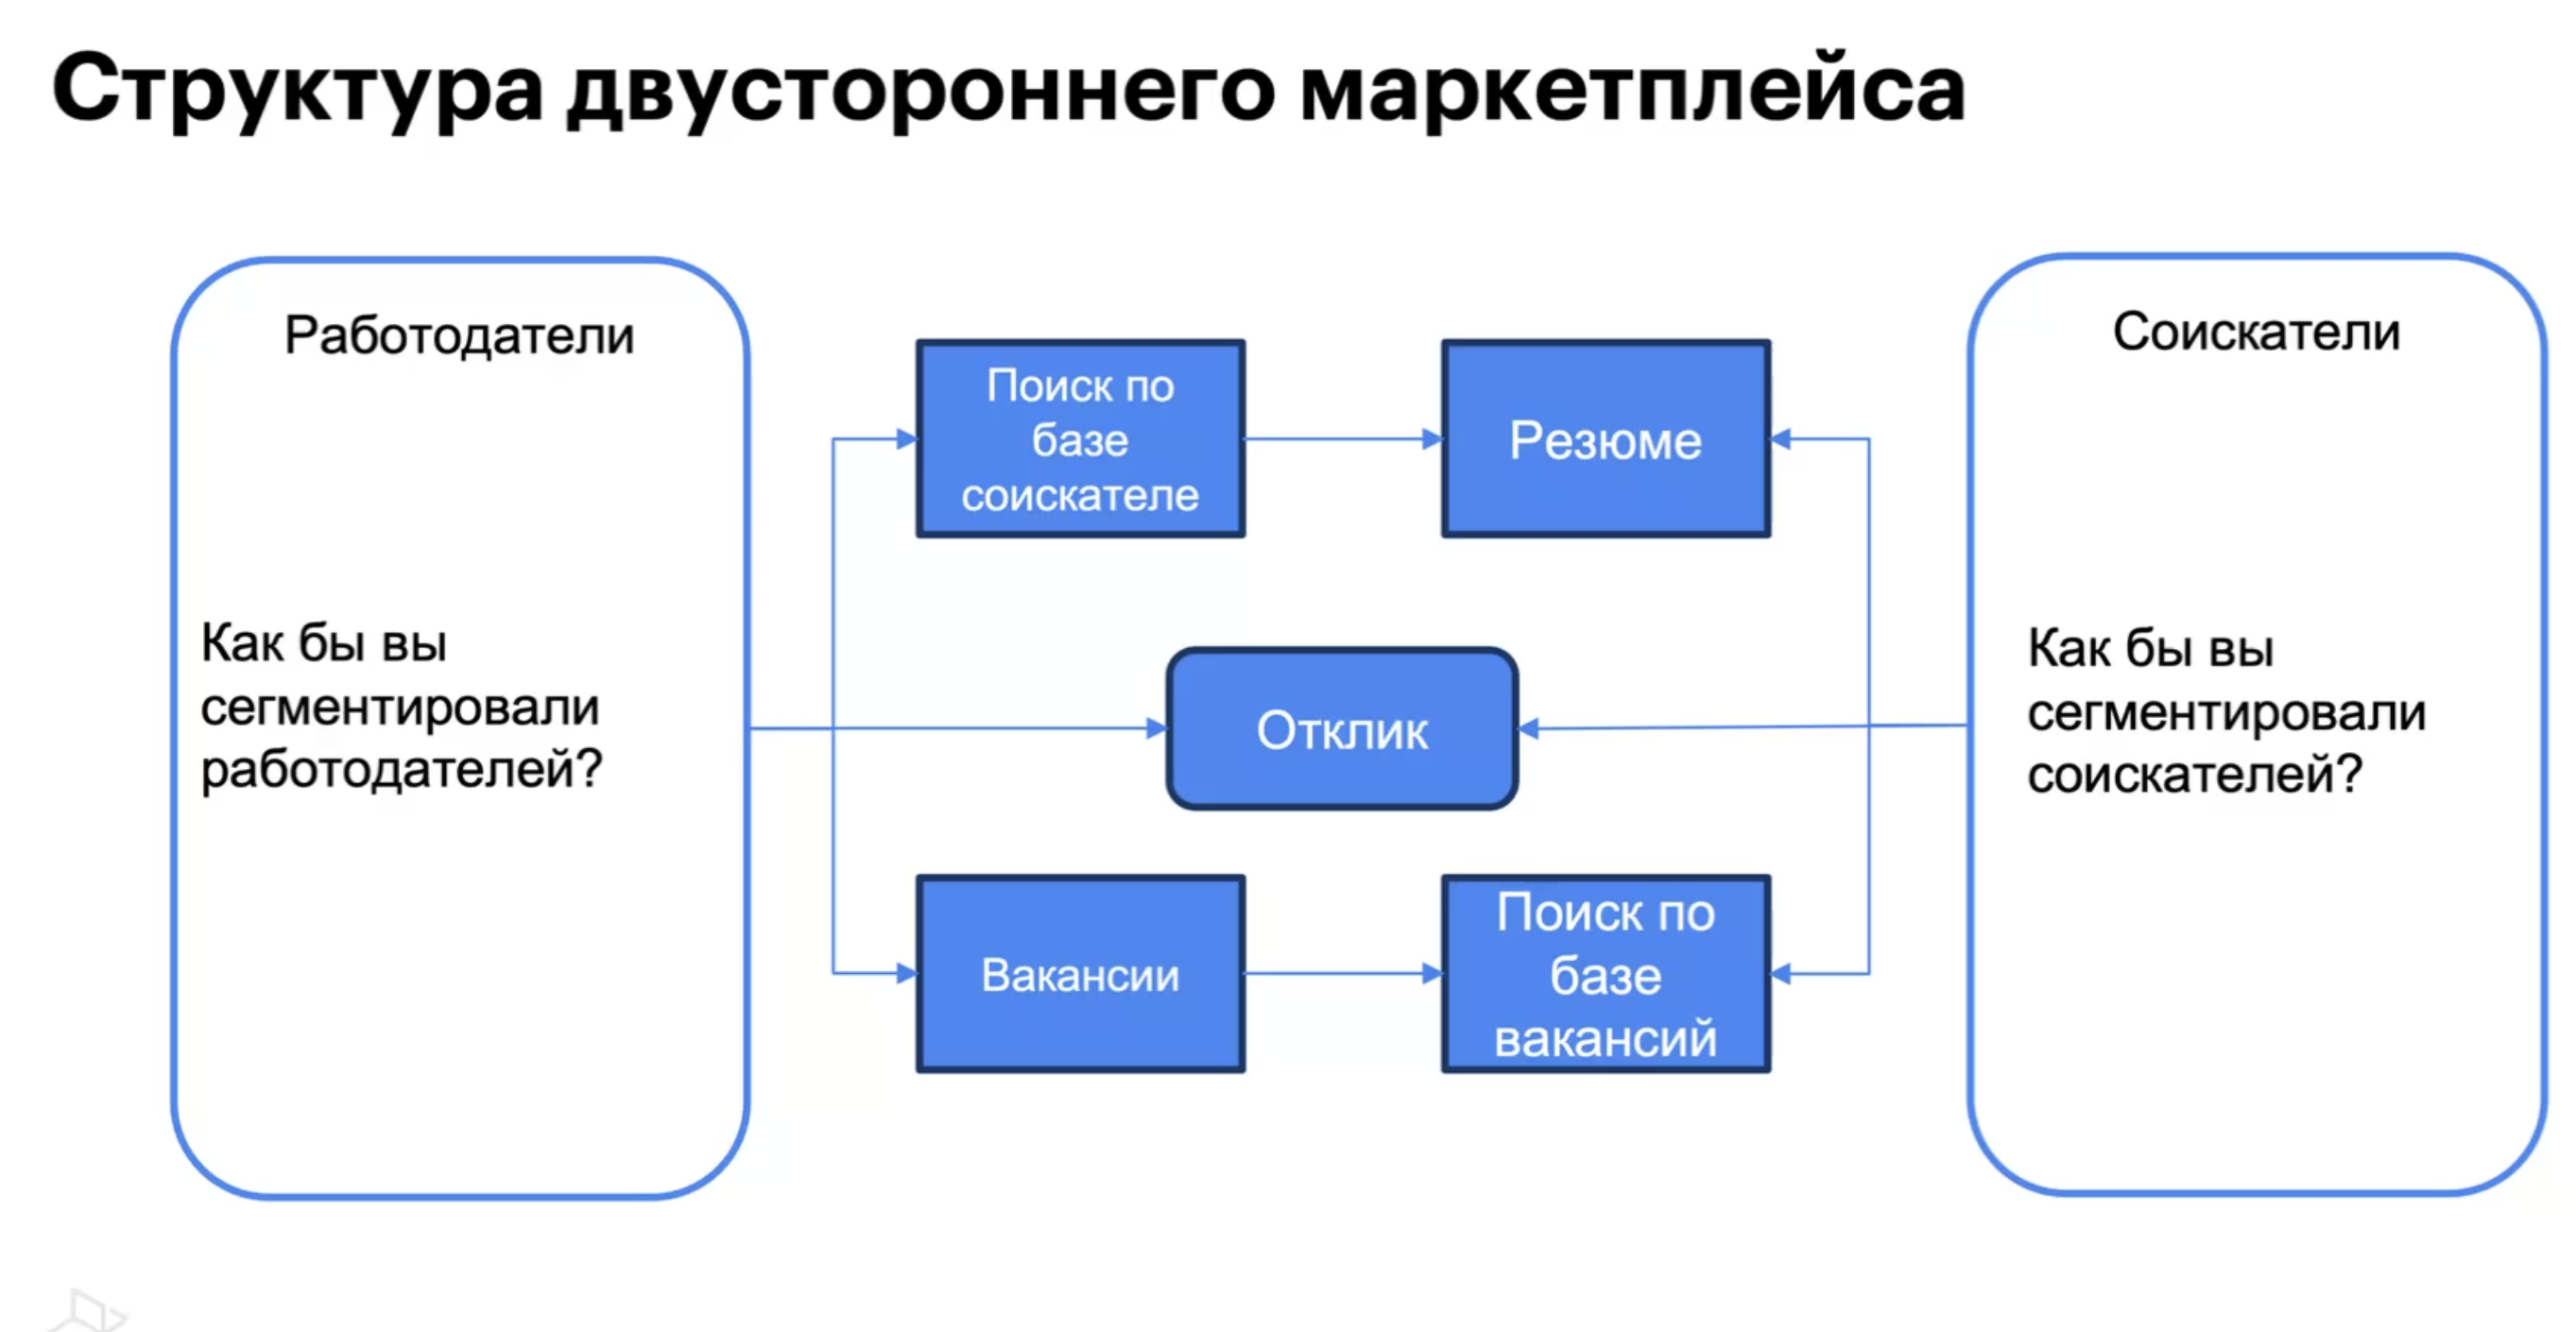 Структура двустороннего маркетплейса
Работодатели
Как бы вы
сегментировали
работодателей?
Поиск по
базе
соискателе
Резюме
Отклик
Вакансии
Поиск по
базе
вакансий
Соискатели
Как бы вы
сегментировали
соискателей?